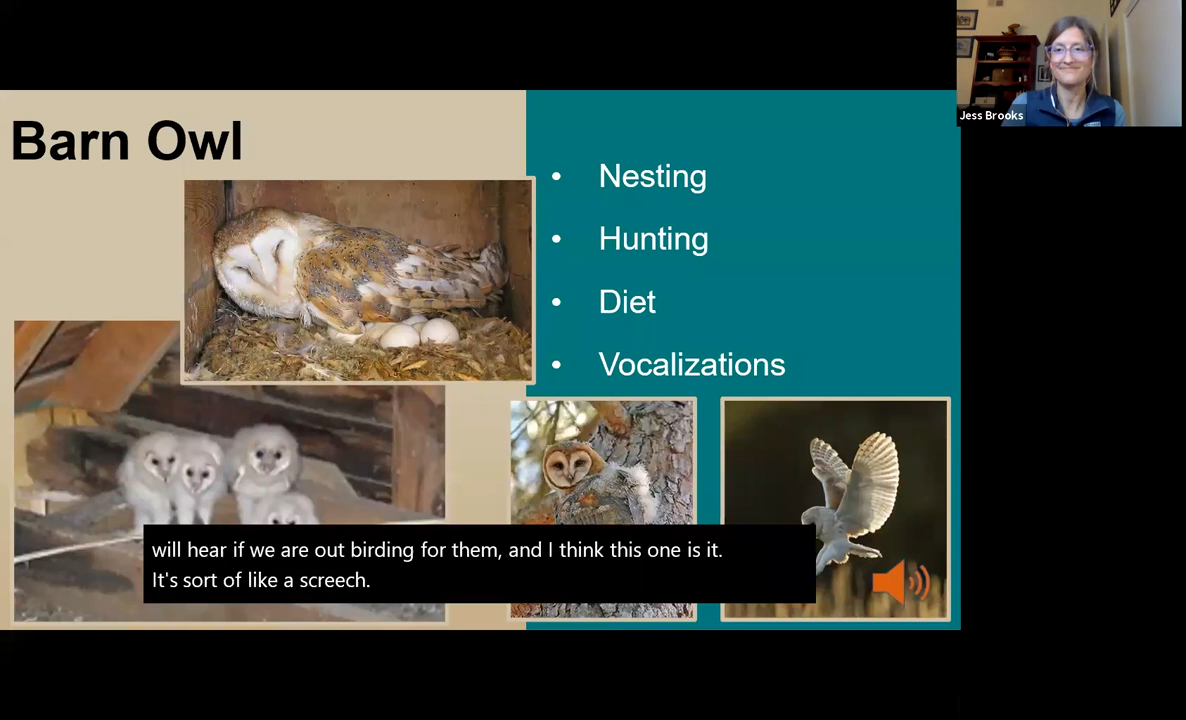 Jess Brooks
Barn Owl
• Nesting
• Hunting
• Diet
• Vocalizations
will hear if we are out birding for them, and I think this one is it.
It's sort of like a screech.